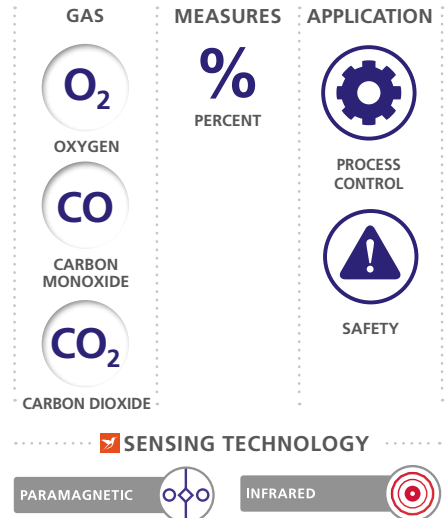 GAS
MEASURES
APPLICATION
O₂
OXYGEN
CO
CARBON
MONOXIDE
CO₂
CARBON DIOXIDE
%
PERCENT
PROCESS
CONTROL
SAFETY
SENSING TECHNOLOGY
PARAMAGNETIC
INFRARED